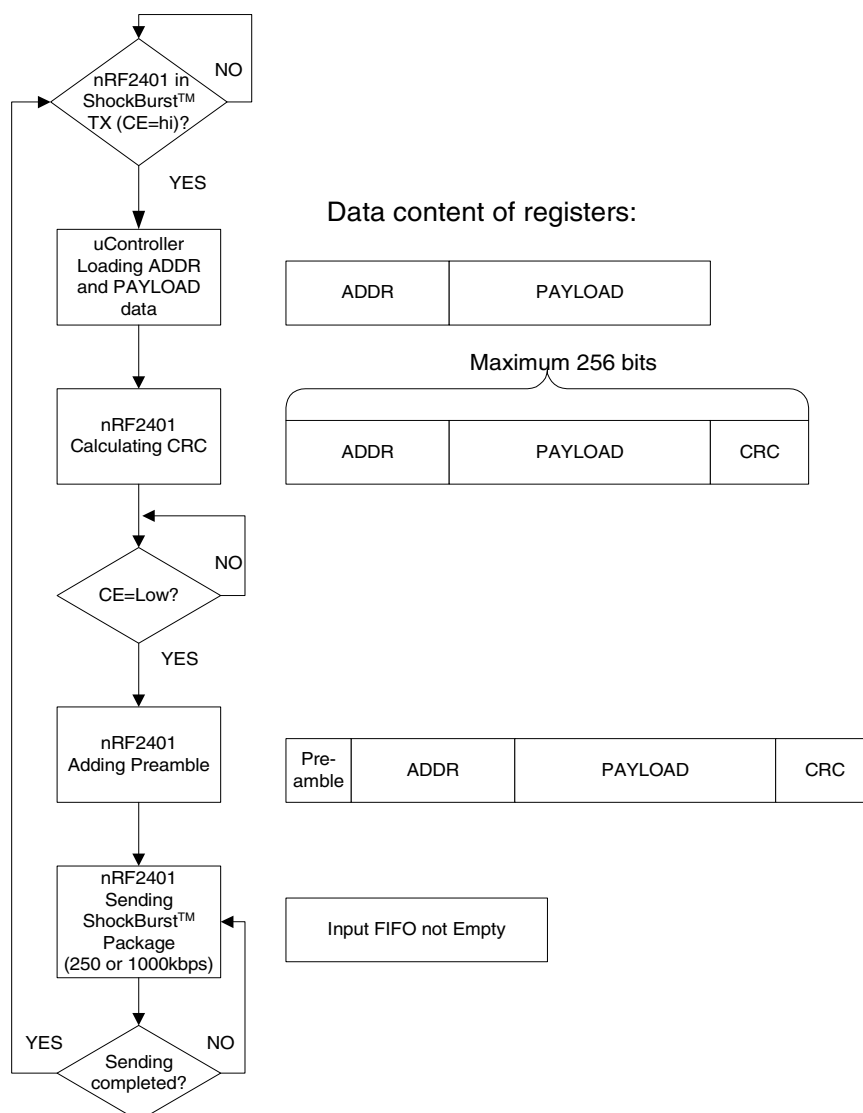 nRF2401 in
ShockBurst™
TX (CE=hi)?
NO
YES
Data content of registers:
uController
Loading ADDR
and PAYLOAD
data
ADDR
PAYLOAD
Maximum 256 bits
nRF2401
Calculating CRC
ADDR
PAYLOAD
CRC
NO
CE=Low?
YES
nRF2401
Adding Preamble
Pre-
amble
ADDR
PAYLOAD
CRC
nRF2401
Sending
ShockBurst™
Package
(250 or 1000kbps)
Input FIFO not Empty
YES
NO
Sending
completed?